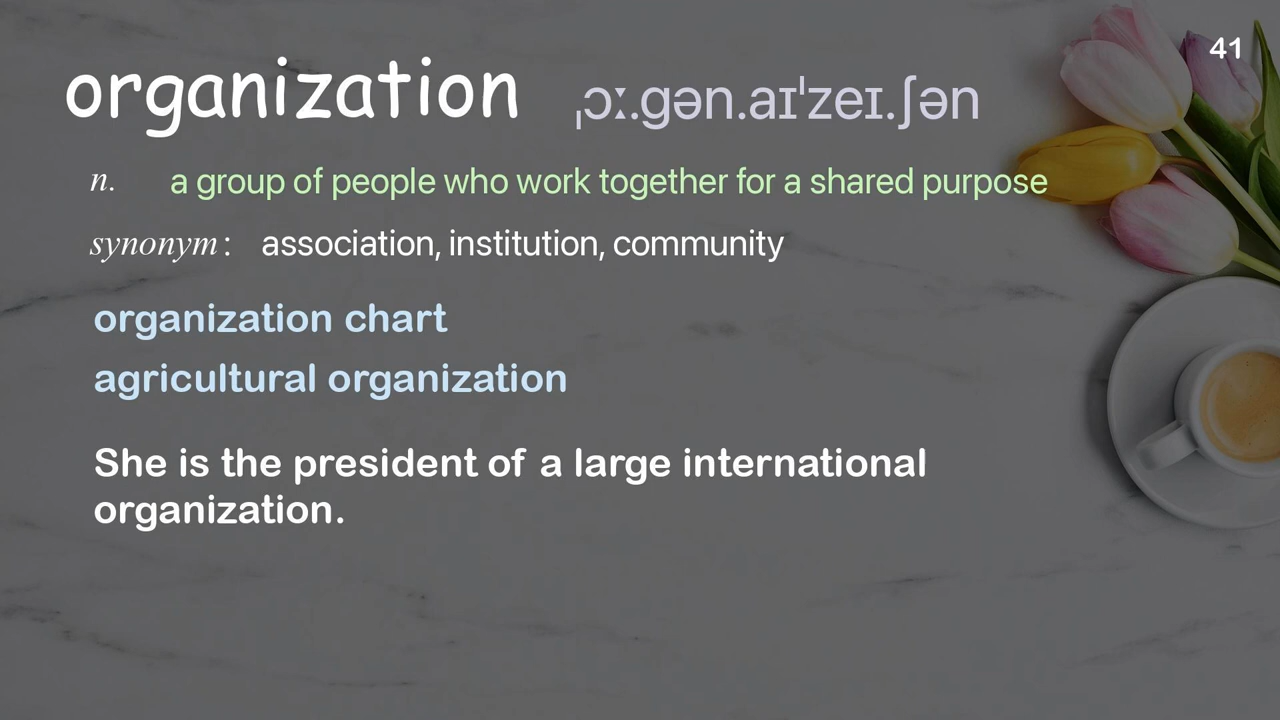 41
organization ˌɔː.ɡən.aɪˈzeɪ.ʃən
n. a group of people who work together for a shared purpose
synonym: association, institution, community
organization chart
agricultural organization
She is the president of a large international
organization.